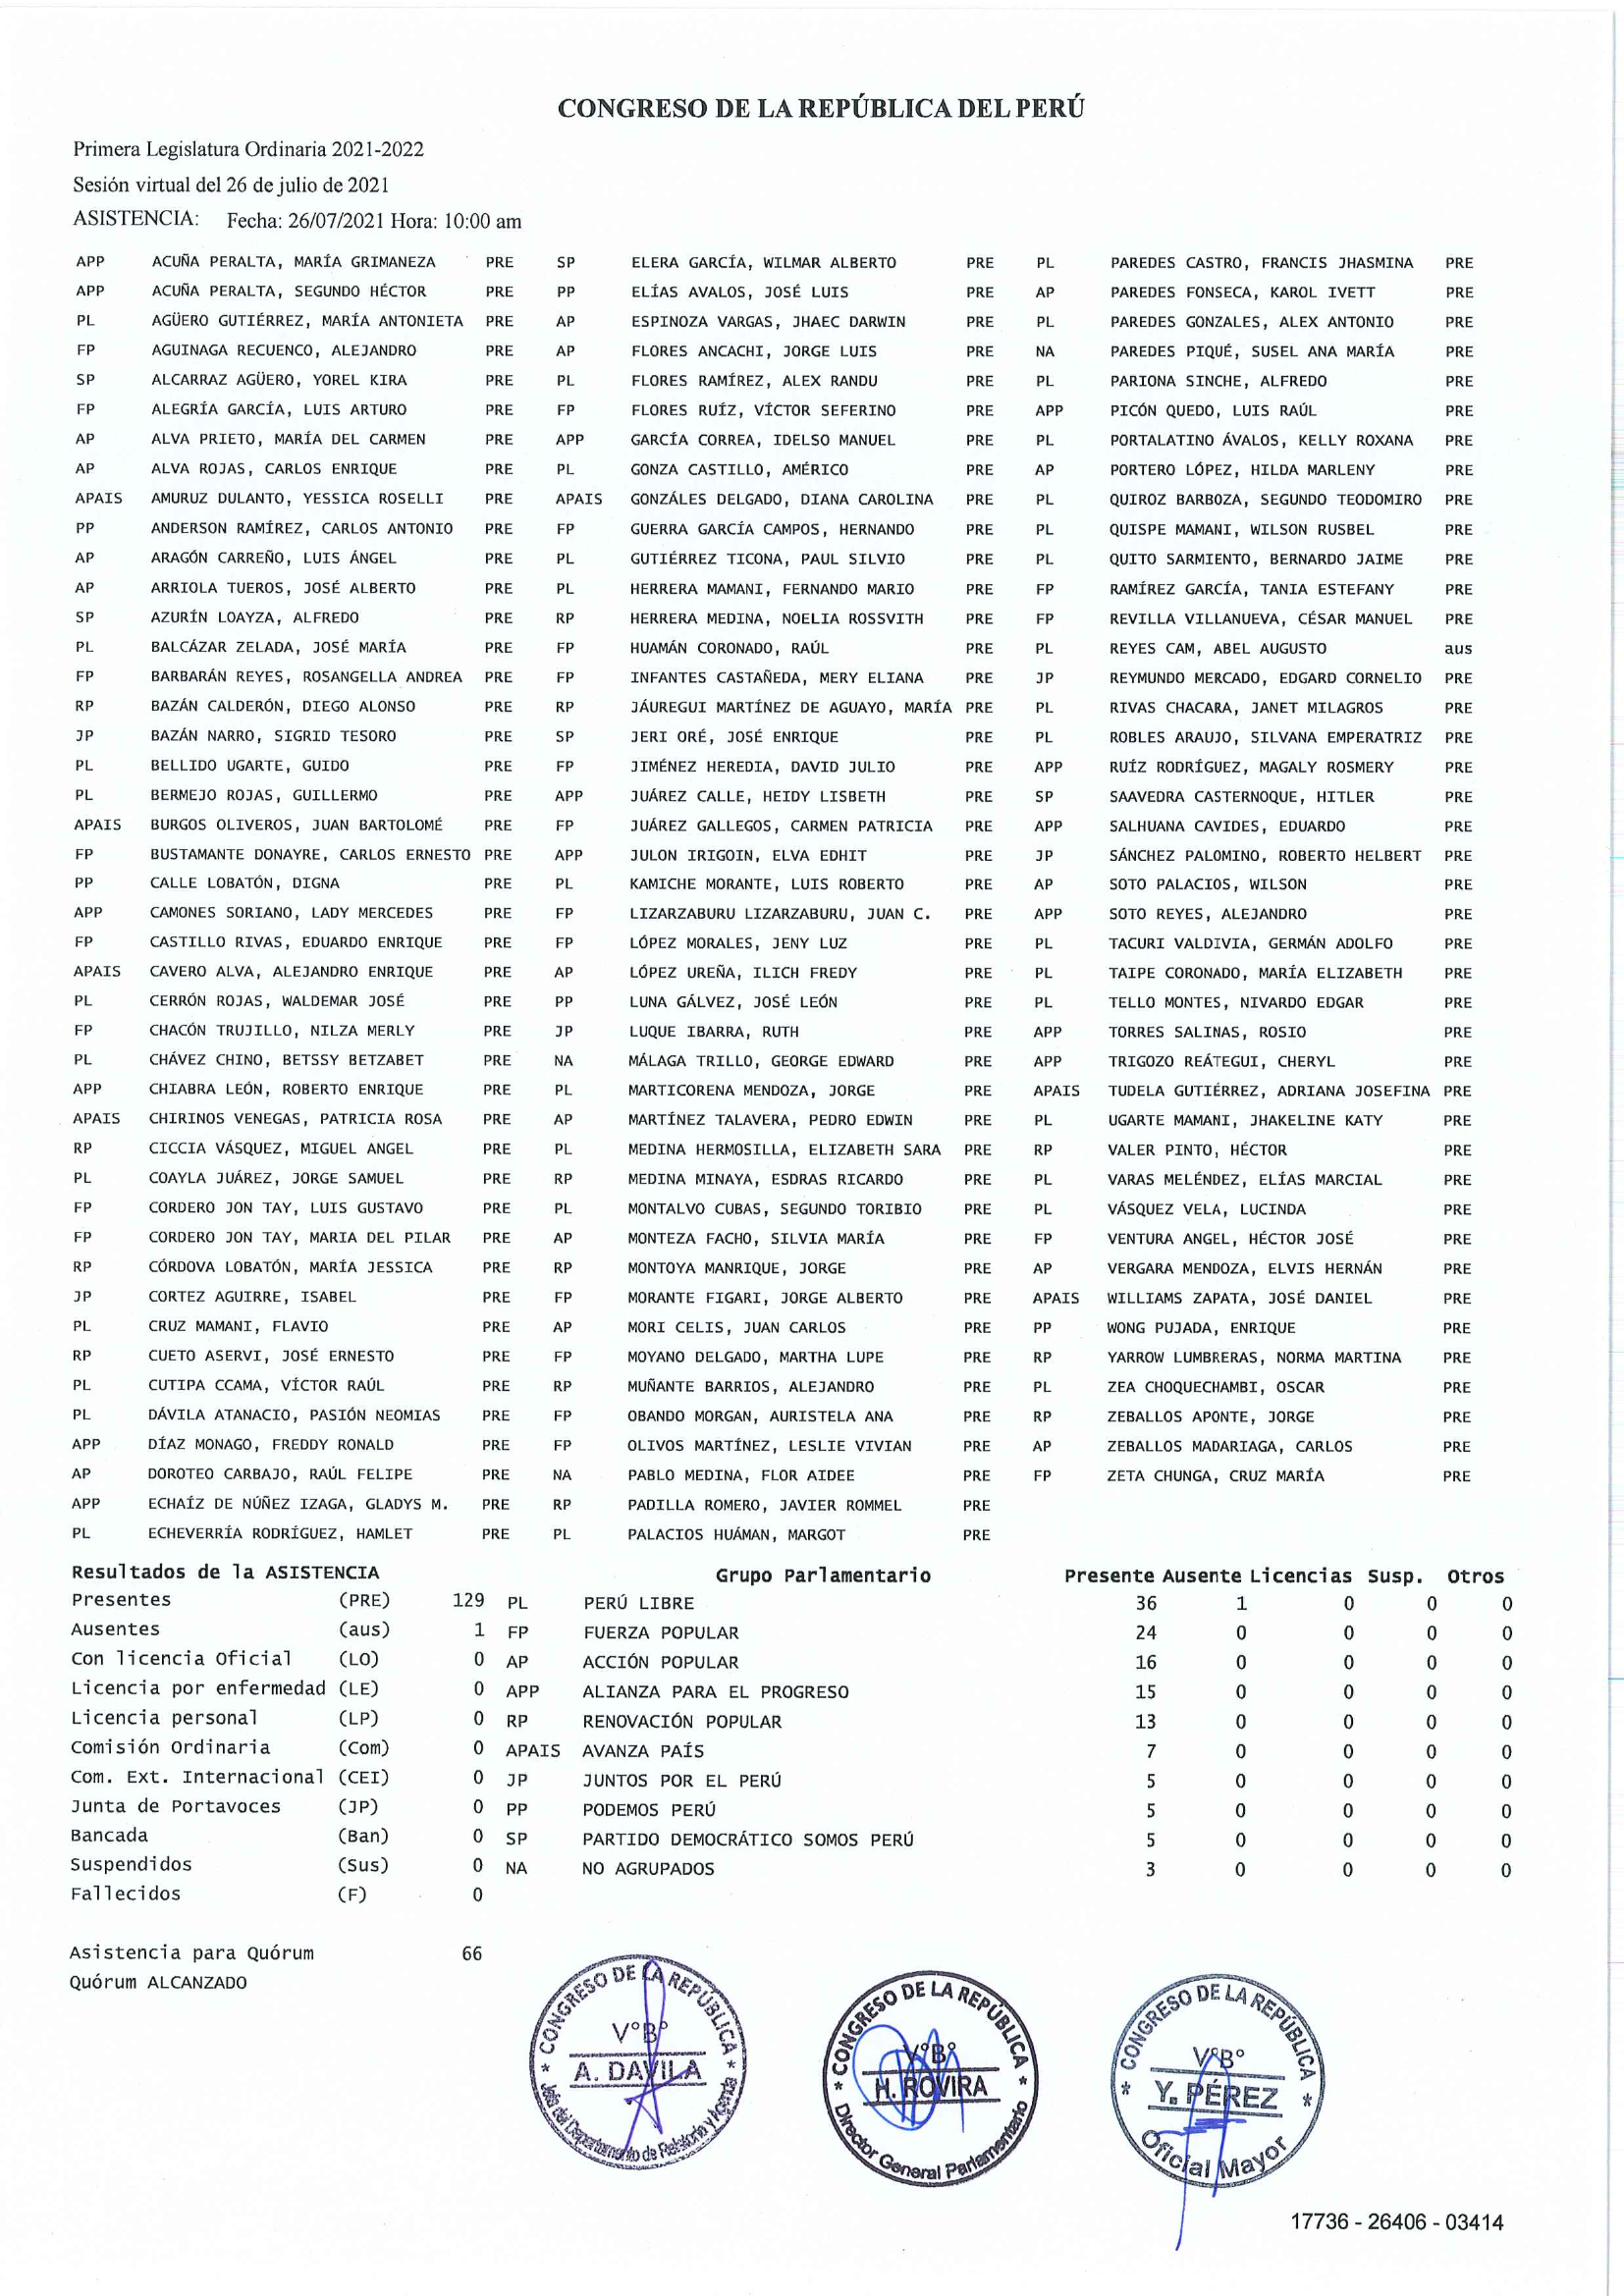 CONGRESO DE LA REPÚBLICA DEL PERÚ
Primera Legislatura Ordinaria 2021-2022
Sesión virtual del 26 de julio de 2021
ASISTENCIA: Fecha: 26/07/2021 Hora: 10:00 am
APP ACUÑA PERALTA, MARÍA GRIMANEZA PRE SP ELERA GARCÍA, WILMAR ALBERTO PRE PL PAREDES CASTRO, FRANCIS JHASMINA PRE
APP ACUÑA PERALTA, SEGUNDO HÉCTOR PRE PP ELÍAS AVALOS, JOSÉ LUIS PRE AP PAREDES FONSECA, KAROL IVETT PRE
PL AGÜERO GUTIÉRREZ, MARÍA ANTONIETA PRE AP ESPINOZA VARGAS, JHAEC DARWIN PRE PL PAREDES GONZALES, ALEX ANTONIO PRE
FP AGUINAGA RECUENCO, ALEJANDRO PRE AP FLORES ANCACHI, JORGE LUIS PRE NA PAREDES PIQUÉ, SUSEL ANA MARÍA PRE
SP ALCARRAZ AGÜERO, YOREL KIRA PRE PL FLORES RAMÍREZ, ALEX RANDU PRE PL PARIONA SINCHE, ALFREDO PRE
FP ALEGRÍA GARCÍA, LUIS ARTURO PRE FP FLORES RUÍZ, VÍCTOR SEFERINO PRE APP PICÓN QUEDO, LUIS RAÚL PRE
AP ALVA PRIETO, MARÍA DEL CARMEN PRE APP GARCÍA CORREA, IDELSO MANUEL PRE PL PORTALATINO ÁVALOS, KELLY ROXANA PRE
AP ALVA ROJAS, CARLOS ENRIQUE PRE PL GONZA CASTILLO, AMÉRICO PRE AP PORTERO LÓPEZ, HILDA MARLENY PRE
APAIS AMURUZ DULANTO, YESSICA ROSELLI PRE APAIS GONZÁLES DELGADO, DIANA CAROLINA PRE PL QUIROZ BARBOZA, SEGUNDO TEODOMIRO PRE
PP ANDERSON RAMÍREZ, CARLOS ANTONIO PRE FP GUERRA GARCÍA CAMPOS, HERNANDO PRE PL QUISPE MAMANI, WILSON RUSBEL PRE
AP ARAGÓN CARREÑO, LUIS ÁNGEL PRE PL GUTIÉRREZ TICONA, PAUL SILVIO PRE PL QUITO SARMIENTO, BERNARDO JAIME PRE
AP ARRIOLA TUEROS, JOSÉ ALBERTO PRE PL HERRERA MAMANI, FERNANDO MARIO PRE FP RAMÍREZ GARCÍA, TANIA ESTEFANY PRE
SP AZURÍN LOAYZA, ALFREDO PRE RP HERRERA MEDINA, NOELIA ROSSVITH PRE FP REVILLA VILLANUEVA, CÉSAR MANUEL PRE
PL BALCÁZAR ZELADA, JOSÉ MARÍA PRE FP HUAMÁN CORONADO, RAÚL PRE PL REYES CAM, ABEL AUGUSTO aus
FP BARBARÁN REYES, ROSANGELLA ANDREA PRE FP INFANTES CASTAÑEDA, MERY ELIANA PRE JP REYMUNDO MERCADO, EDGARD CORNELIO PRE
RP BAZÁN CALDERÓN, DIEGO ALONSO PRE RP JÁUREGUI MARTÍNEZ DE AGUAYO, MARÍA PRE PL RIVAS CHACARA, JANET MILAGROS PRE
JP BAZÁN NARRO, SIGRID TESORO PRE SP JERI ORÉ, JOSÉ ENRIQUE PRE PL ROBLES ARAUJO, SILVANA EMPERATRIZ PRE
PL BELLIDO UGARTE, GUIDO PRE FP JIMÉNEZ HEREDIA, DAVID JULIO PRE APP RUÍZ RODRÍGUEZ, MAGALY ROSMERY PRE
PL BERMEJO ROJAS, GUILLERMO PRE APP JUÁREZ CALLE, HEIDY LISBETH PRE SP SAAVEDRA CASTERNOQUE, HITLER PRE
APAIS BURGOS OLIVEROS, JUAN BARTOLOMÉ PRE FP JUÁREZ GALLEGOS, CARMEN PATRICIA PRE APP SALHUANA CAVIDES, EDUARDO PRE
FP BUSTAMANTE DONAYRE, CARLOS ERNESTO PRE APP JULON IRIGOIN, ELVA EDHIT PRE JP SÁNCHEZ PALOMINO, ROBERTO HELBERT PRE
PP CALLE LOBATÓN, DIGNA PRE PL KAMICHE MORANTE, LUIS ROBERTO PRE AP SOTO PALACIOS, WILSON PRE
APP CAMONES SORIANO, LADY MERCEDES PRE FP LIZARZABURU LIZARZABURU, JUAN C. PRE APP SOTO REYES, ALEJANDRO PRE
FP CASTILLO RIVAS, EDUARDO ENRIQUE PRE FP LÓPEZ MORALES, JENY LUZ PRE PL TACURI VALDIVIA, GERMÁN ADOLFO PRE
APAIS CAVERO ALVA, ALEJANDRO ENRIQUE PRE AP LÓPEZ UREÑA, ILICH FREDY PRE PL TAIPE CORONADO, MARÍA ELIZABETH PRE
PL CERRÓN ROJAS, WALDEMAR JOSÉ PRE PP LUNA GÁLVEZ, JOSÉ LEÓN PRE PL TELLO MONTES, NIVARDO EDGAR PRE
FP CHACÓN TRUJILLO, NILZA MERLY PRE JP LUQUE IBARRA, RUTH PRE APP TORRES SALINAS, ROSIO PRE
PL CHÁVEZ CHINO, BETSSY BETZABET PRE NA MÁLAGA TRILLO, GEORGE EDWARD PRE APP TRIGOZO REÁTEGUI, CHERYL PRE
APP CHIABRA LEÓN, ROBERTO ENRIQUE PRE PL MARTICORENA MENDOZA, JORGE PRE APAIS TUDELA GUTIÉRREZ, ADRIANA JOSEFINA PRE
APAIS CHIRINOS VENEGAS, PATRICIA ROSA PRE AP MARTÍNEZ TALAVERA, PEDRO EDWIN PRE PL UGARTE MAMANI, JHAKELINE KATY PRE
RP CICCIA VÁSQUEZ, MIGUEL ANGEL PRE PL MEDINA HERMOSILLA, ELIZABETH SARA PRE RP VALER PINTO, HÉCTOR PRE
PL COAYLA JUÁREZ, JORGE SAMUEL PRE RP MEDINA MINAYA, ESDRAS RICARDO PRE PL VARAS MELÉNDEZ, ELÍAS MARCIAL PRE
FP CORDERO JON TAY, LUIS GUSTAVO PRE PL MONTALVO CUBAS, SEGUNDO TORIBIO PRE PL VÁSQUEZ VELA, LUCINDA PRE
FP CORDERO JON TAY, MARIA DEL PILAR PRE AP MONTEZA FACHO, SILVIA MARÍA PRE FP VENTURA ANGEL, HÉCTOR JOSÉ PRE
RP CÓRDOVA LOBATÓN, MARÍA JESSICA PRE RP MONTOYA MANRIQUE, JORGE PRE AP VERGARA MENDOZA, ELVIS HERNÁN PRE
JP CORTEZ AGUIRRE, ISABEL PRE FP MORANTE FIGARI, JORGE ALBERTO PRE APAIS WILLIAMS ZAPATA, JOSÉ DANIEL PRE
PL CRUZ MAMANI, FLAVIO PRE AP MORI CELIS, JUAN CARLOS PRE PP WONG PUJADA, ENRIQUE PRE
RP CUETO ASERVI, JOSÉ ERNESTO PRE FP MOYANO DELGADO, MARTHA LUPE PRE RP YARROW LUMBRERAS, NORMA MARTINA PRE
PL CUTIPA CCAMA, VÍCTOR RAÚL PRE RP MUÑANTE BARRIOS, ALEJANDRO PRE PL ZEA CHOQUECHAMBI, OSCAR PRE
PL DÁVILA ATANACIO, PASIÓN NEOMIAS PRE FP OBANDO MORGAN, AURISTELA ANA PRE RP ZEBALLOS APONTE, JORGE PRE
APP DÍAZ MONAGO, FREDDY RONALD PRE FP OLIVOS MARTÍNEZ, LESLIE VIVIAN PRE AP ZEBALLOS MADARIAGA, CARLOS PRE
AP DOROTEO CARBAJO, RAÚL FELIPE PRE NA PABLO MEDINA, FLOR AIDEE PRE FP ZETA CHUNGA, CRUZ MARÍA PRE
APP ECHAÍZ DE NÚÑEZ IZAGA, GLADYS M. PRE RP PADILLA ROMERO, JAVIER ROMMEL PRE
PL ECHEVERRÍA RODRÍGUEZ, HAMLET PRE PL PALACIOS HUÁMAN, MARGOT PRE
Resultados de la ASISTENCIA Grupo Parlamentario Presente Ausente Licencias Susp. Otros
Presentes (PRE) 129 PL PERÚ LIBRE 36 1 0 0 0
Ausentes (aus) 1 FP FUERZA POPULAR 24 0 0 0 0
Con licencia Oficial (LO) 0 AP ACCIÓN POPULAR 16 0 0 0 0
Licencia por enfermedad (LE) 0 APP ALIANZA PARA EL PROGRESO 15 0 0 0 0
Licencia personal (LP) 0 RP RENOVACIÓN POPULAR 13 0 0 0 0
Comisión Ordinaria (Com) 0 APAIS AVANZA PAÍS 7 0 0 0 0
Com. Ext. Internacional (CEI) 0 JP JUNTOS POR EL PERÚ 5 0 0 0 0
Junta de Portavoces (JP) 0 PP PODEMOS PERÚ 5 0 0 0 0
Bancada (Ban) 0 SP PARTIDO DEMOCRÁTICO SOMOS PERÚ 5 0 0 0 0
Suspendidos (Sus) 0 NA NO AGRUPADOS 3 0 0 0 0
Fallecidos (F) 0
Asistencia para Quórum 66
Quórum ALCANZADO
* CONGRESO DE LA REPÚBLICA *
V°B°
A. DAVILA
Jefa del Departamento de Relatoría y Agenda
* CONGRESO DE LA REPÚBLICA *
V°B°
H. ROVIRA
Director General Parlamentario
* CONGRESO DE LA REPÚBLICA *
V°B°
Y. PÉREZ
Oficial Mayor
17736 - 26406 - 03414